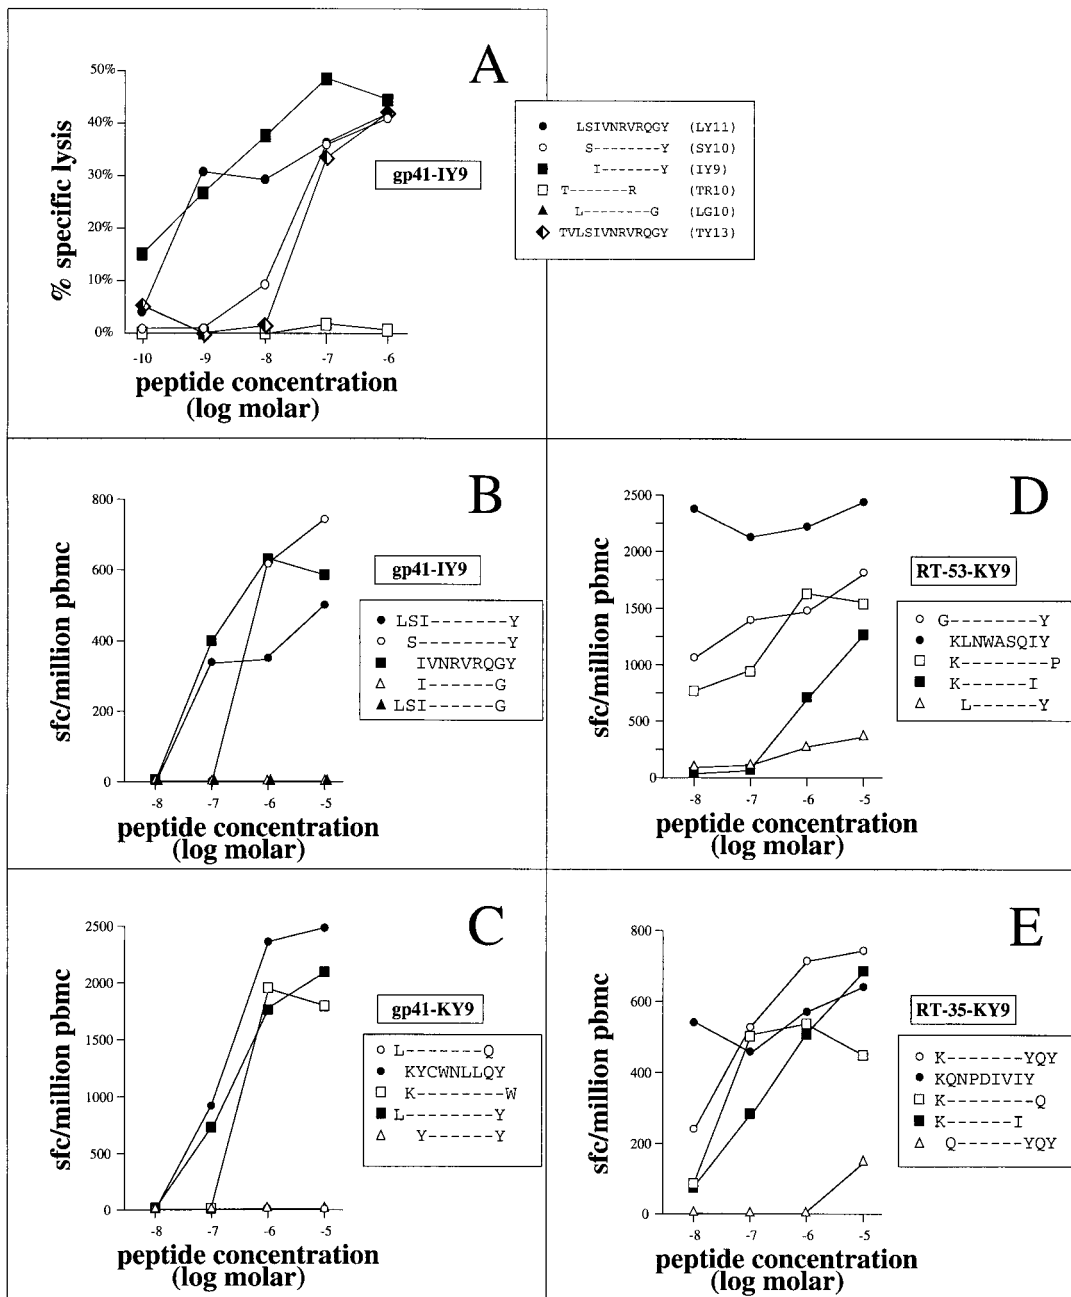 A
50%
40%
30%
20%
10%
0%
% specific lysis
-10 -9 -8 -7 -6
peptide concentration
(log molar)
gp41-IY9
LSIVNRVRQGY (LY11)
S--------Y (SY10)
I-------Y (IY9)
T-------R (TR10)
L--------G (LG10)
TVLSIVNRVRQGY (TY13)
B
800
600
400
200
0
sfc/million pbmc
-8 -7 -6 -5
peptide concentration
(log molar)
gp41-IY9
LSI--------Y
S--------Y
IVNRVRQGY
I-------G
LSI-------G
D
2500
2000
1500
1000
500
0
sfc/million pbmc
-8 -7 -6 -5
peptide concentration
(log molar)
RT-53-KY9
G--------Y
KLNWASQIY
K---------P
K-------I
L-------Y
C
2500
2000
1500
1000
500
0
sfc/million pbmc
-8 -7 -6 -5
peptide concentration
(log molar)
gp41-KY9
L--------Q
KYCWNLLQY
K---------W
L---------Y
Y-------Y
E
800
600
400
200
0
sfc/million pbmc
-8 -7 -6 -5
peptide concentration
(log molar)
RT-35-KY9
K--------YQY
KQNPDIVIY
K---------Q
K-------I
Q-------YQY